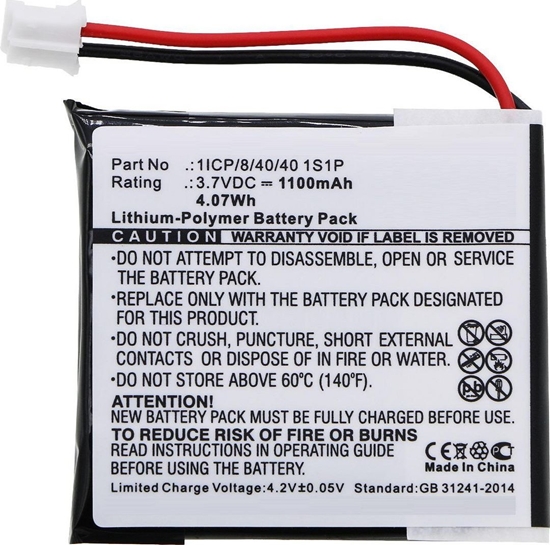 Part No .:1ICP/8/40/40 1S1P
Rating .:3.7VDC ⎓ 1100mAh
4.07Wh
Lithium-Polymer Battery Pack
CAUTION WARRANTY VOID IF LABEL IS REMOVED
•DO NOT ATTEMPT TO DISASSEMBLE, OPEN OR SERVICE
THE BATTERY PACK.
•REPLACE ONLY WITH THE BATTERY PACK DESIGNATED
FOR THIS EQUIPMENT.
•DO NOT CRUSH, PUNCTURE, SHORT EXTERNAL
CONTACTS OR DISPOSE OF IN FIRE OR WATER.
•DO NOT STORE ABOVE 60℃ (140℉).
ATTENTION!
NEW BATTERY PACK MUST BE FULLY CHARGED BEFORE USE.
TO REDUCE RISK OF FIRE OR BURNS
READ INSTRUCTIONS IN OPERATING GUIDE
BEFORE INSTALLATION.
Pb
CE
Made In China
Limited Charge Voltage:4.2V±0.05V Standard:GB 31241-2014